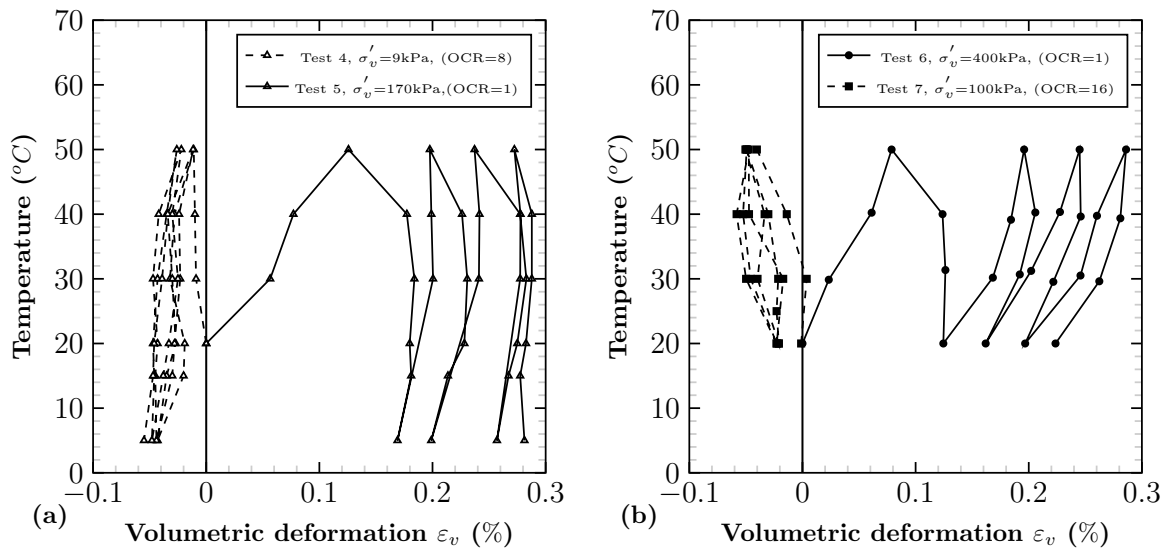 70
60
50
40
30
20
10
0
Temperature (°C)
Test 4, σ′v=9kPa, (OCR=8)
Test 5, σ′v=170kPa,(OCR=1)
−0.1 0 0.1 0.2 0.3
(a)
Volumetric deformation εv (%)
70
60
50
40
30
20
10
0
Temperature (°C)
Test 6, σ′v=400kPa, (OCR=1)
Test 7, σ′v=100kPa, (OCR=16)
−0.1 0 0.1 0.2 0.3
(b)
Volumetric deformation εv (%)